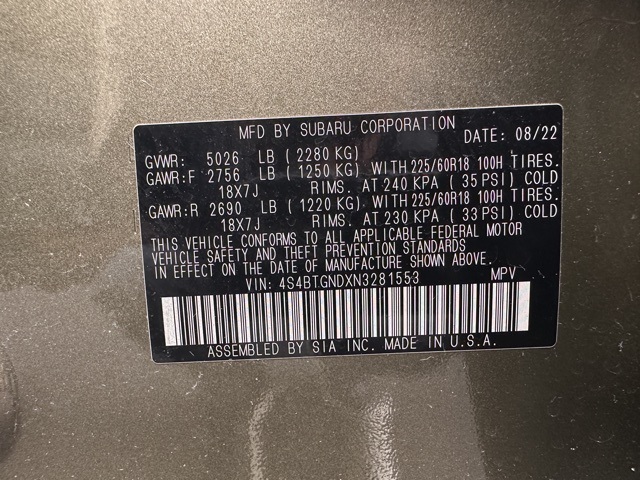 MFD BY SUBARU CORPORATION DATE: 08/22
GVWR: 5026 LB ( 2280 KG)
GAWR:F 2756 LB ( 1250 KG) WITH 225/60R18 100H TIRES.
18X7J RIMS. AT 240 KPA ( 35 PSI) COLD
GAWR:R 2690 LB ( 1220 KG) WITH 225/60R18 100H TIRES.
18X7J RIMS. AT 230 KPA ( 33 PSI) COLD
THIS VEHICLE CONFORMS TO ALL APPLICABLE FEDERAL MOTOR
VEHICLE SAFETY AND THEFT PREVENTION STANDARDS
IN EFFECT ON THE DATE OF MANUFACTURE SHOWN ABOVE.
VIN: 4S4BTGNDXN3281553 MPV
ASSEMBLED BY SIA INC. MADE IN U.S.A.